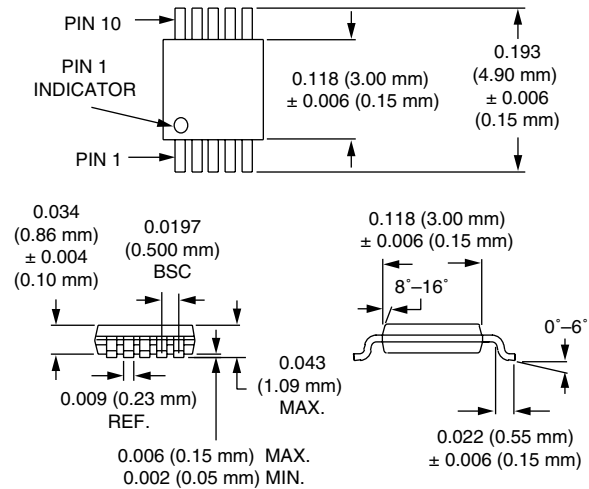 PIN 10
PIN 1
INDICATOR
PIN 1
0.118 (3.00 mm)
± 0.006 (0.15 mm)
0.193
(4.90 mm)
± 0.006
(0.15 mm)
0.034
(0.86 mm)
± 0.004
(0.10 mm)
0.0197
(0.500 mm)
BSC
0.118 (3.00 mm)
± 0.006 (0.15 mm)
8˚–16˚
0˚–6˚
0.043
(1.09 mm)
MAX.
0.009 (0.23 mm)
REF.
0.006 (0.15 mm) MAX.
0.002 (0.05 mm) MIN.
0.022 (0.55 mm)
± 0.006 (0.15 mm)